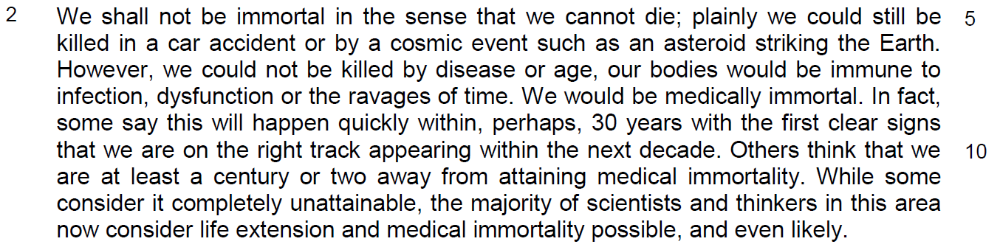 2 We shall not be immortal in the sense that we cannot die; plainly we could still be 5
killed in a car accident or by a cosmic event such as an asteroid striking the Earth.
However, we could not be killed by disease or age, our bodies would be immune to
infection, dysfunction or the ravages of time. We would be medically immortal. In fact,
some say this will happen quickly within, perhaps, 30 years with the first clear signs
that we are on the right track appearing within the next decade. Others think that we 10
are at least a century or two away from attaining medical immortality. While some
consider it completely unattainable, the majority of scientists and thinkers in this area
now consider life extension and medical immortality possible, and even likely.